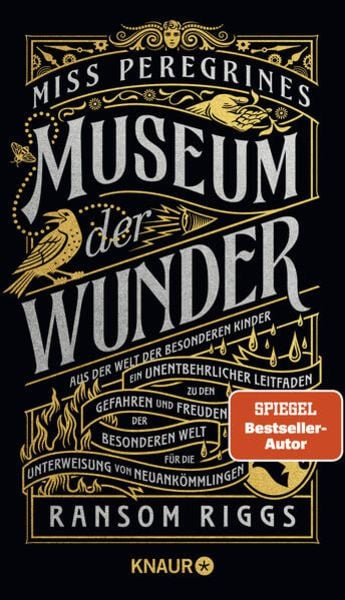 MISS PEREGRINES
MUSEUM
der
WUNDER
AUS DER WELT DER BESONDEREN KINDER
EIN UNENTBEHRLICHER LEITFADEN
ZU DEN
GEFAHREN UND FREUDEN
DER
BESONDEREN WELT
FÜR DIE
UNTERWEISUNG VON NEUANKÖMMLINGEN
SPIEGEL
Bestseller-
Autor
RANSOM RIGGS
KNAUR